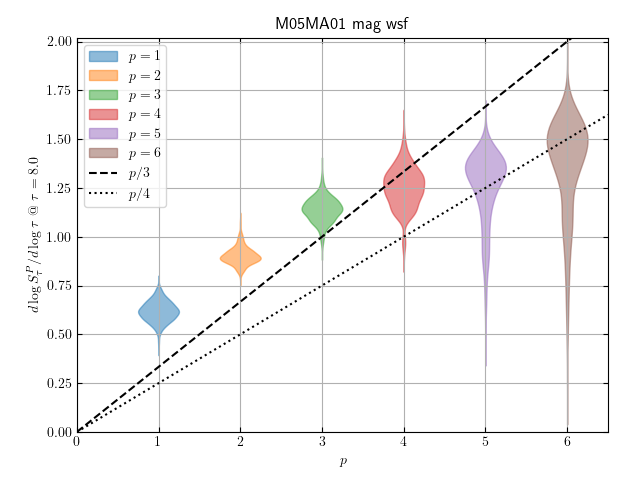 M05MA01 mag wsf
p = 1
p = 2
p = 3
p = 4
p = 5
p = 6
p/3
p/4
d log S_τ^P / d log τ @ τ = 8.0
2.00
1.75
1.50
1.25
1.00
0.75
0.50
0.25
0.00
0 1 2 3 4 5 6
p